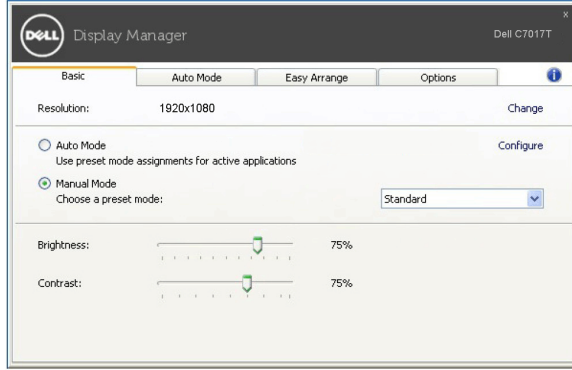 DELL Display Manager
x
Dell C7017T
Basic
Auto Mode
Easy Arrange
Options
i
Resolution: 1920x1080 Change
Auto Mode Configure
Use preset mode assignments for active applications
Manual Mode
Choose a preset mode: Standard
Brightness: 75%
Contrast: 75%